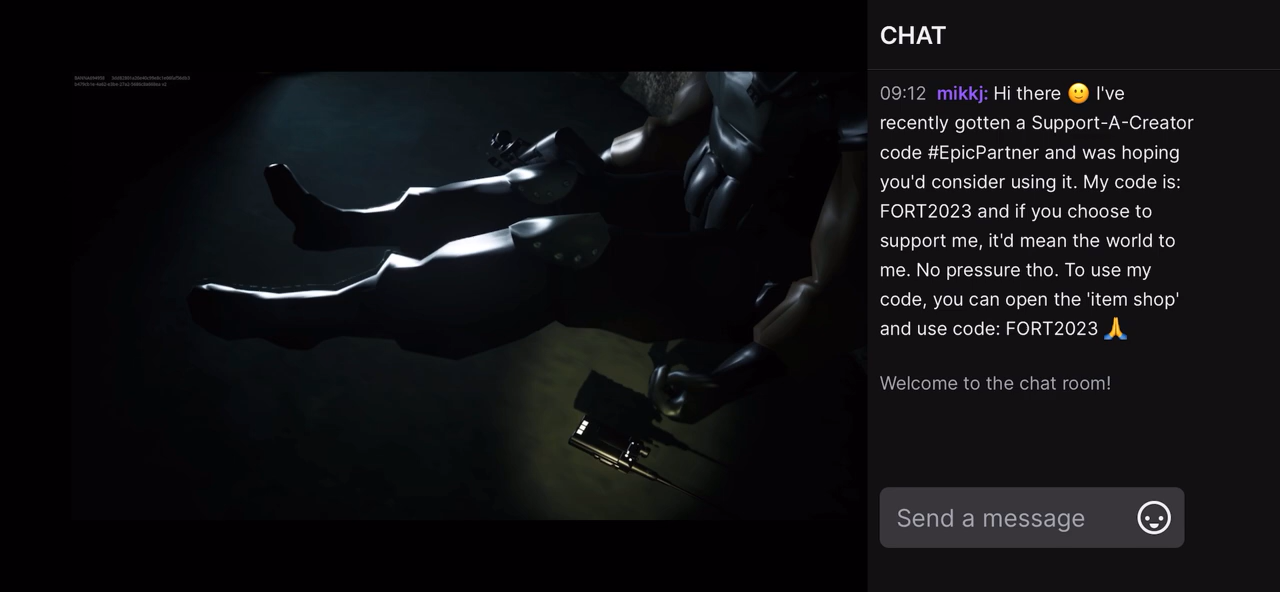 CHAT
09:12 mikkj: Hi there 🙂 I've
recently gotten a Support-A-Creator
code #EpicPartner and was hoping
you'd consider using it. My code is:
FORT2023 and if you choose to
support me, it'd mean the world to
me. No pressure tho. To use my
code, you can open the 'item shop'
and use code: FORT2023 🙏
Welcome to the chat room!
Send a message